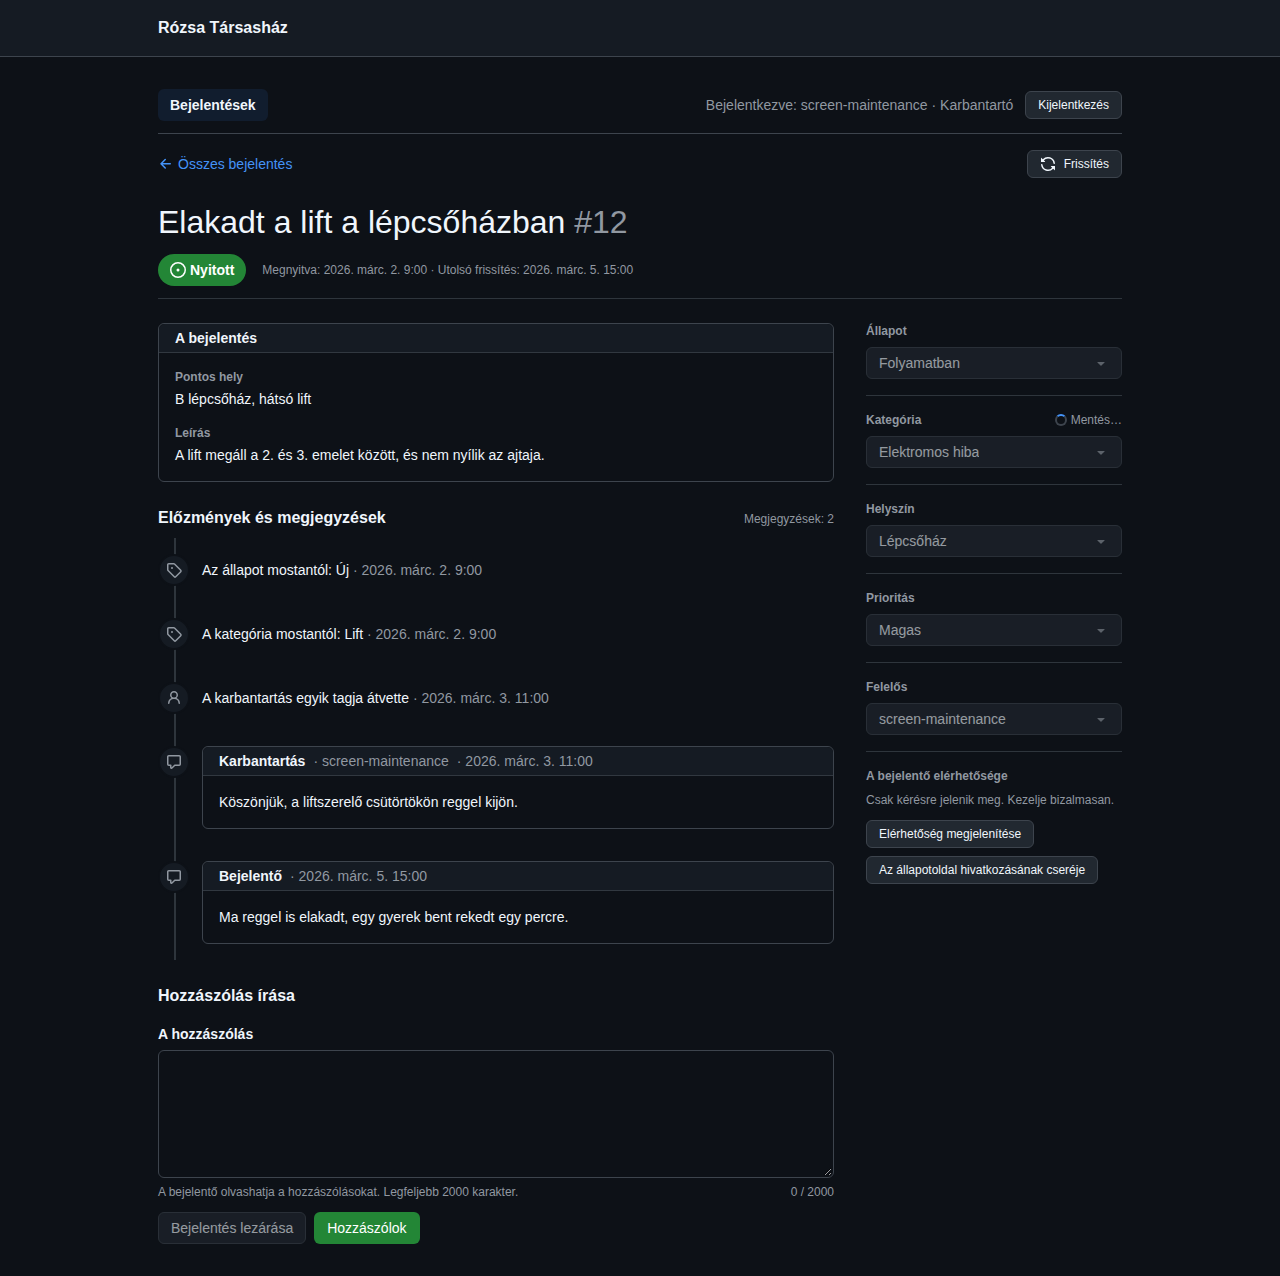 Rózsa Társasház
Bejelentések
Bejelentkezve: screen-maintenance · Karbantartó
Kijelentkezés
Összes bejelentés
Frissítés
Elakadt a lift a lépcsőházban #12
Nyitott
Megnyitva: 2026. márc. 2. 9:00 · Utolsó frissítés: 2026. márc. 5. 15:00
A bejelentés
Pontos hely
B lépcsőház, hátsó lift
Leírás
A lift megáll a 2. és 3. emelet között, és nem nyílik az ajtaja.
Előzmények és megjegyzések
Megjegyzések: 2
Az állapot mostantól: Új · 2026. márc. 2. 9:00
A kategória mostantól: Lift · 2026. márc. 2. 9:00
A karbantartás egyik tagja átvette · 2026. márc. 3. 11:00
Karbantartás · screen-maintenance · 2026. márc. 3. 11:00
Köszönjük, a liftszerelő csütörtökön reggel kijön.
Bejelentő · 2026. márc. 5. 15:00
Ma reggel is elakadt, egy gyerek bent rekedt egy percre.
Hozzászólás írása
A hozzászólás
A bejelentő olvashatja a hozzászólásokat. Legfeljebb 2000 karakter.
0 / 2000
Bejelentés lezárása
Hozzászólok
Állapot
Folyamatban
Kategória
Mentés…
Elektromos hiba
Helyszín
Lépcsőház
Prioritás
Magas
Felelős
screen-maintenance
A bejelentő elérhetősége
Csak kérésre jelenik meg. Kezelje bizalmasan.
Elérhetőség megjelenítése
Az állapotoldal hivatkozásának cseréje